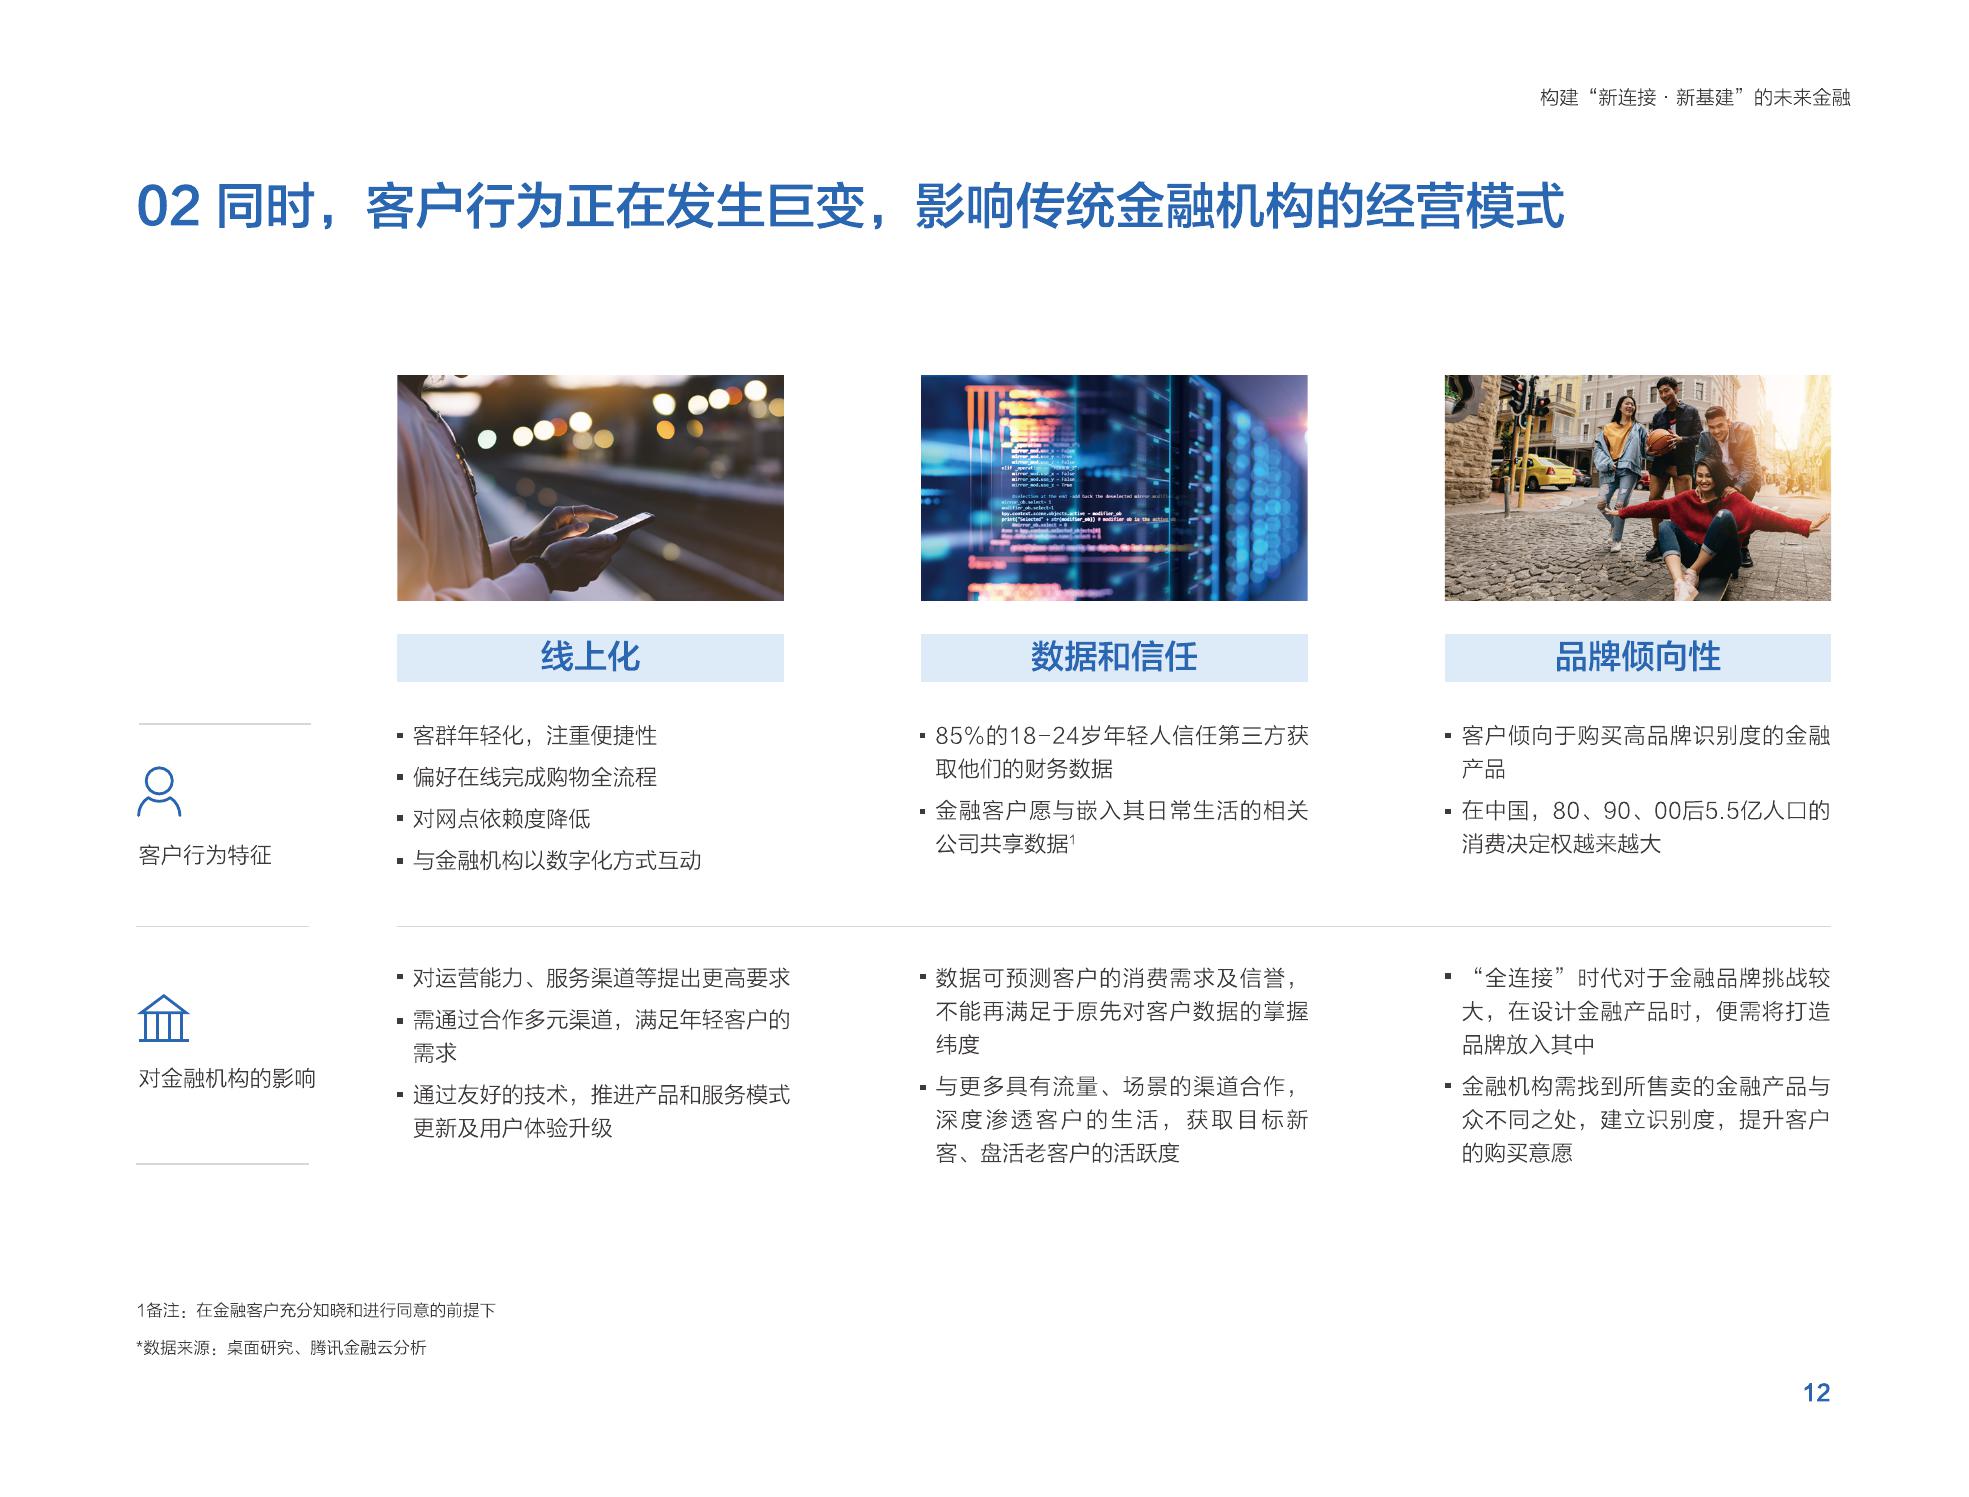 构建“新连接·新基建”的未来金融
02 同时，客户行为正在发生巨变，影响传统金融机构的经营模式
线上化
数据和信任
品牌倾向性
客户行为特征
▪ 客群年轻化，注重便捷性
▪ 偏好在线完成购物全流程
▪ 对网点依赖度降低
▪ 与金融机构以数字化方式互动
▪ 85%的18-24岁年轻人信任第三方获
取他们的财务数据
▪ 金融客户愿与嵌入其日常生活的相关
公司共享数据1
▪ 客户倾向于购买高品牌识别度的金融
产品
▪ 在中国，80、90、00后5.5亿人口的
消费决定权越来越大
对金融机构的影响
▪ 对运营能力、服务渠道等提出更高要求
▪ 需通过合作多元渠道，满足年轻客户的
需求
▪ 通过友好的技术，推进产品和服务模式
更新及用户体验升级
▪ 数据可预测客户的消费需求及信誉，
不能再满足于原先对客户数据的掌握
纬度
▪ 与更多具有流量、场景的渠道合作，
深度渗透客户的生活，获取目标新
客、盘活老客户的活跃度
▪ “全连接”时代对于金融品牌挑战较
大，在设计金融产品时，便需将打造
品牌放入其中
▪ 金融机构需找到所售卖的金融产品与
众不同之处，建立识别度，提升客户
的购买意愿
1备注：在金融客户充分知晓和进行同意的前提下
*数据来源：桌面研究、腾讯金融云分析
12